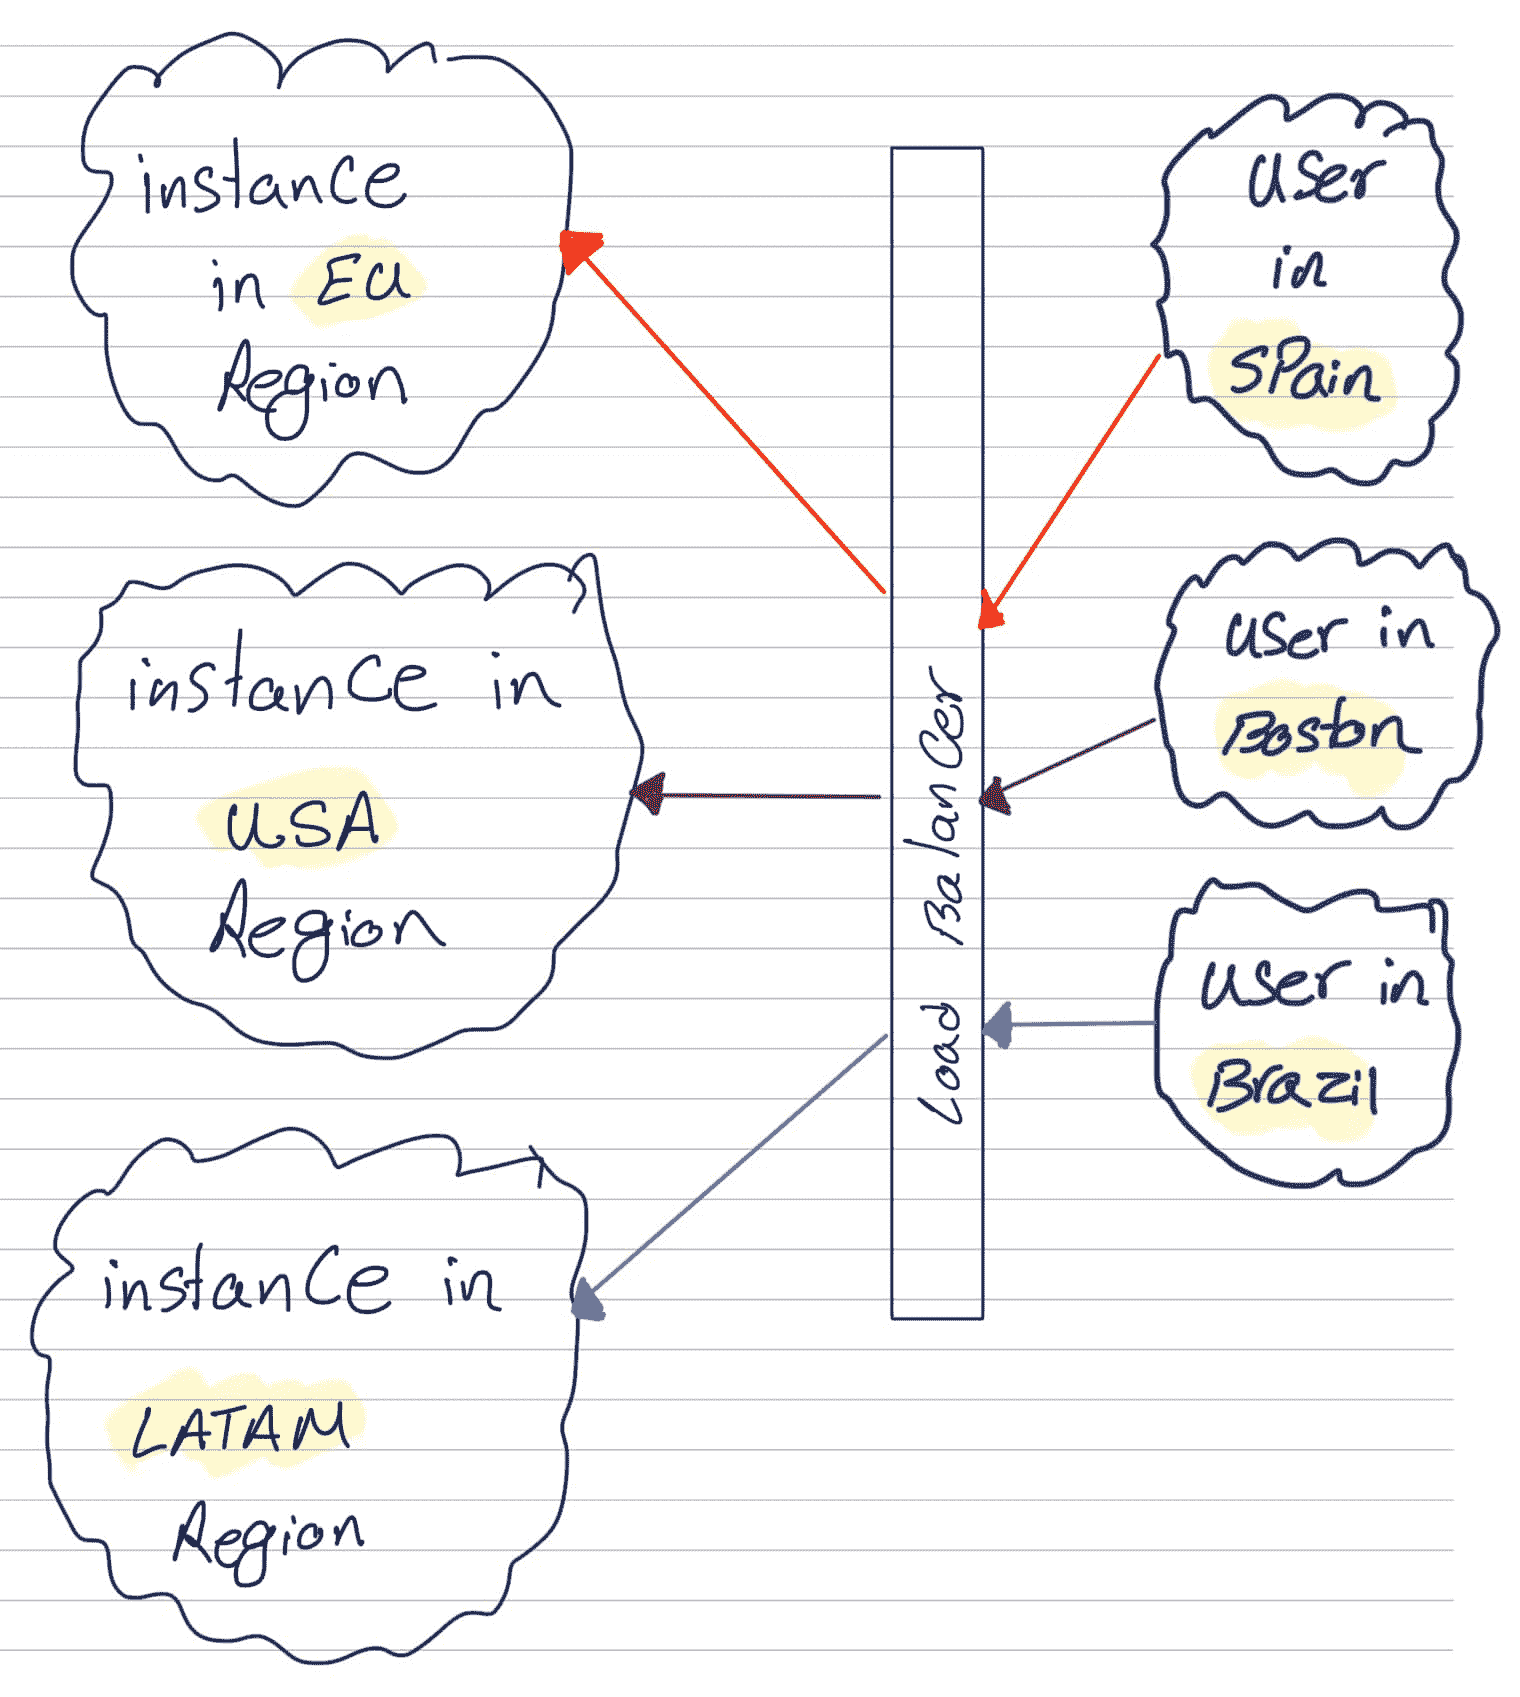 instance
in EU
Region
instance in
USA
Region
instance in
LATAM
Region
Load Balancer
user
in
SPain
user in
Boston
user in
Brazil